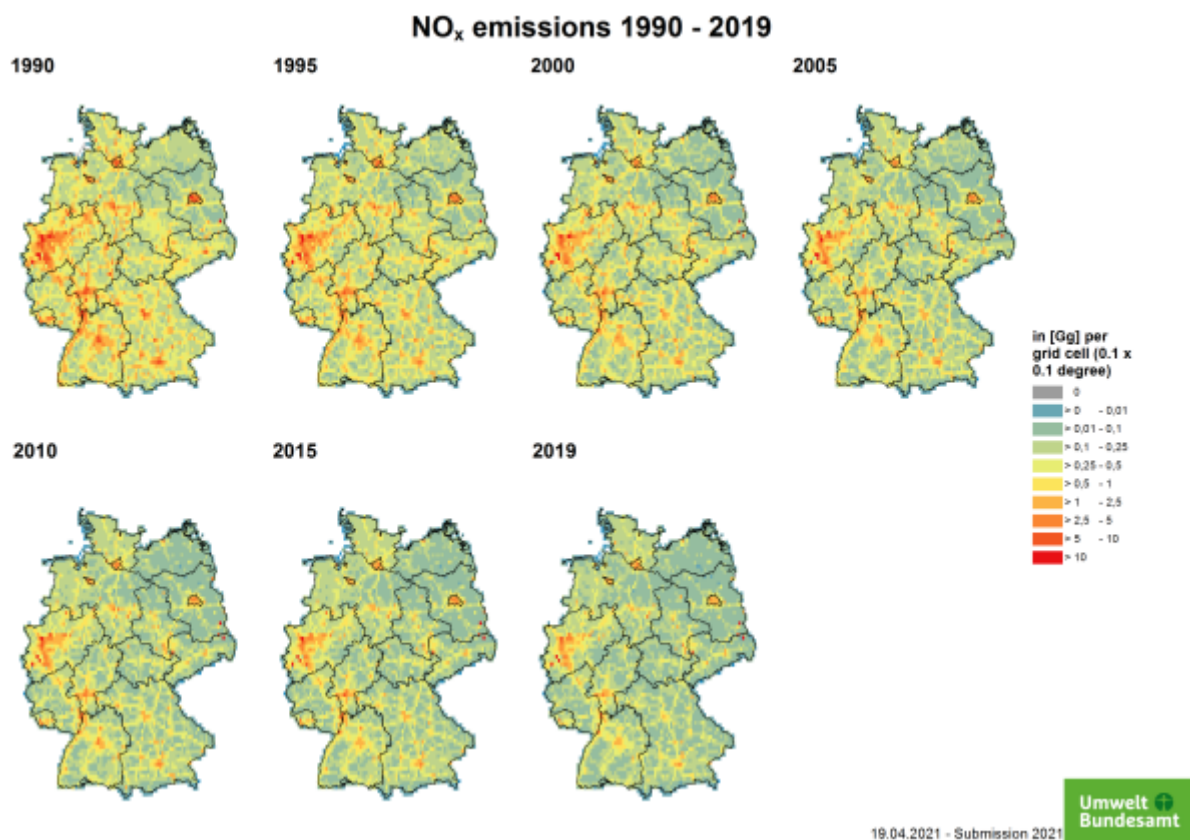 NOx emissions 1990 - 2019
1990
1995
2000
2005
in [Gg] per
grid cell (0.1 x
0.1 degree)
0
> 0 - 0,01
> 0,01 - 0,1
> 0,1 - 0,25
> 0,25 - 0,5
> 0,5 - 1
> 1 - 2,5
> 2,5 - 5
> 5 - 10
> 10
2010
2015
2019
Umwelt
Bundesamt
19.04.2021 - Submission 2021